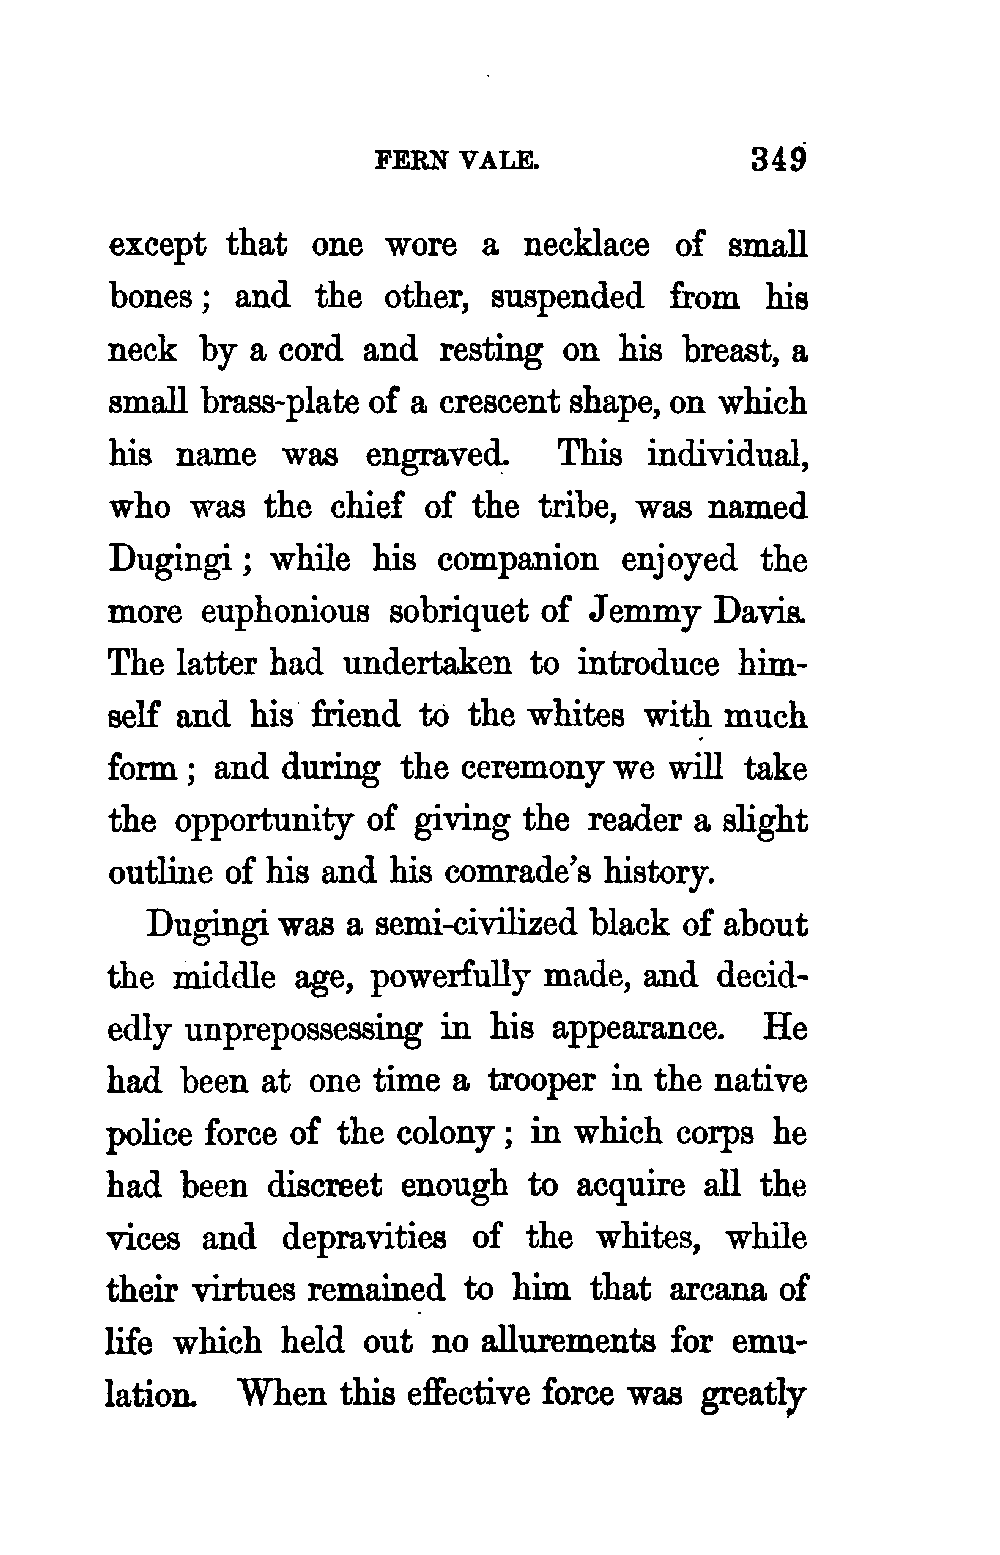 FERN VALE. 349
except that one wore a necklace of small
bones; and the other, suspended from his
neck by a cord and resting on his breast, a
small brass-plate of a crescent shape, on which
his name was engraved. This individual,
who was the chief of the tribe, was named
Dugingi; while his companion enjoyed the
more euphonious sobriquet of Jemmy Davis.
The latter had undertaken to introduce him-
self and his friend to the whites with much
form; and during the ceremony we will take
the opportunity of giving the reader a slight
outline of his and his comrade's history.
Dugingi was a semi-civilized black of about
the middle age, powerfully made, and decid-
edly unprepossessing in his appearance. He
had been at one time a trooper in the native
police force of the colony; in which corps he
had been discreet enough to acquire all the
vices and depravities of the whites, while
their virtues remained to him that arcana of
life which held out no allurements for emu-
lation. When this effective force was greatly